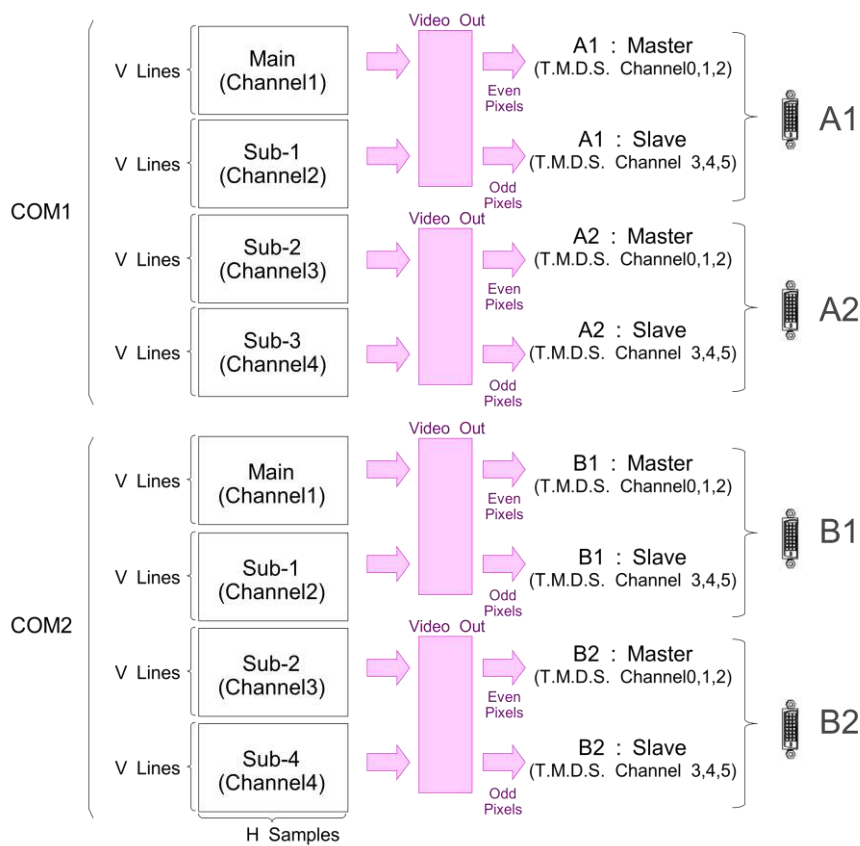 Video Out
V Lines
Main
(Channel1)
A1 : Master
(T.M.D.S. Channel0,1,2)
Even
Pixels
A1
V Lines
Sub-1
(Channel2)
A1 : Slave
(T.M.D.S. Channel 3,4,5)
Odd
Pixels
COM1
Video Out
V Lines
Sub-2
(Channel3)
A2 : Master
(T.M.D.S. Channel0,1,2)
Even
Pixels
A2
V Lines
Sub-3
(Channel4)
A2 : Slave
(T.M.D.S. Channel 3,4,5)
Odd
Pixels
Video Out
V Lines
Main
(Channel1)
B1 : Master
(T.M.D.S. Channel0,1,2)
Even
Pixels
B1
V Lines
Sub-1
(Channel2)
B1 : Slave
(T.M.D.S. Channel 3,4,5)
Odd
Pixels
COM2
Video Out
V Lines
Sub-2
(Channel3)
B2 : Master
(T.M.D.S. Channel0,1,2)
Even
Pixels
B2
V Lines
Sub-4
(Channel4)
B2 : Slave
(T.M.D.S. Channel 3,4,5)
Odd
Pixels
H Samples